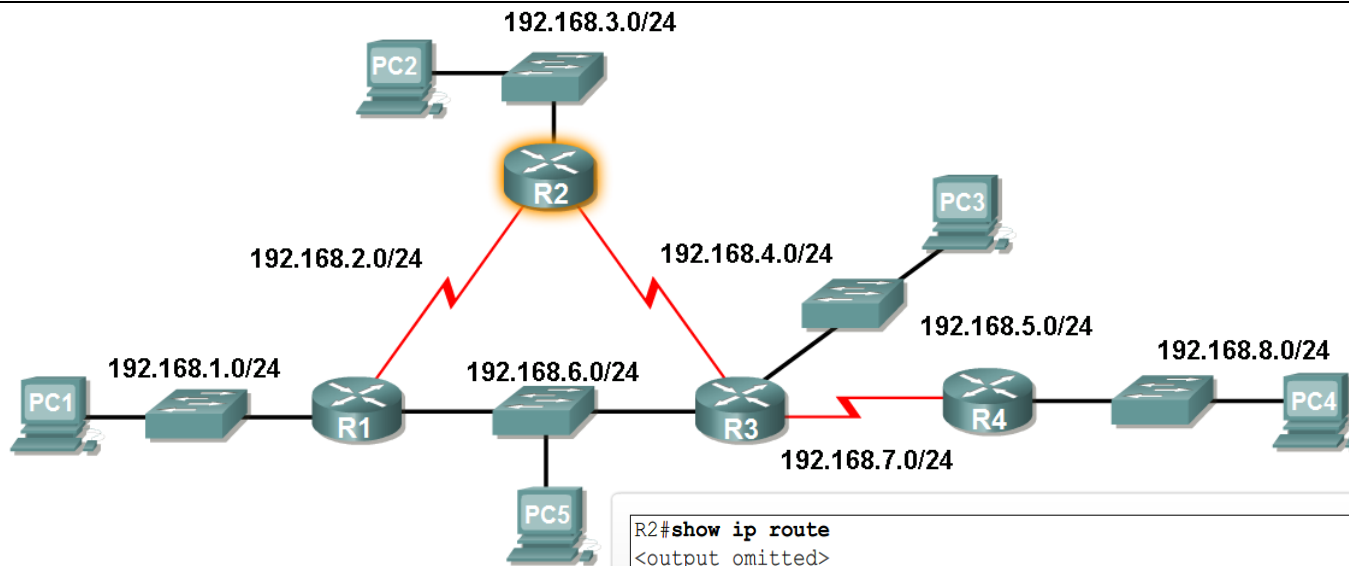 192.168.3.0/24
PC2
R2
PC3
192.168.2.0/24
192.168.4.0/24
192.168.5.0/24
192.168.1.0/24
192.168.6.0/24
192.168.8.0/24
PC1
R1
R3
R4
PC4
192.168.7.0/24
PC5
R2#show ip route
<output omitted>